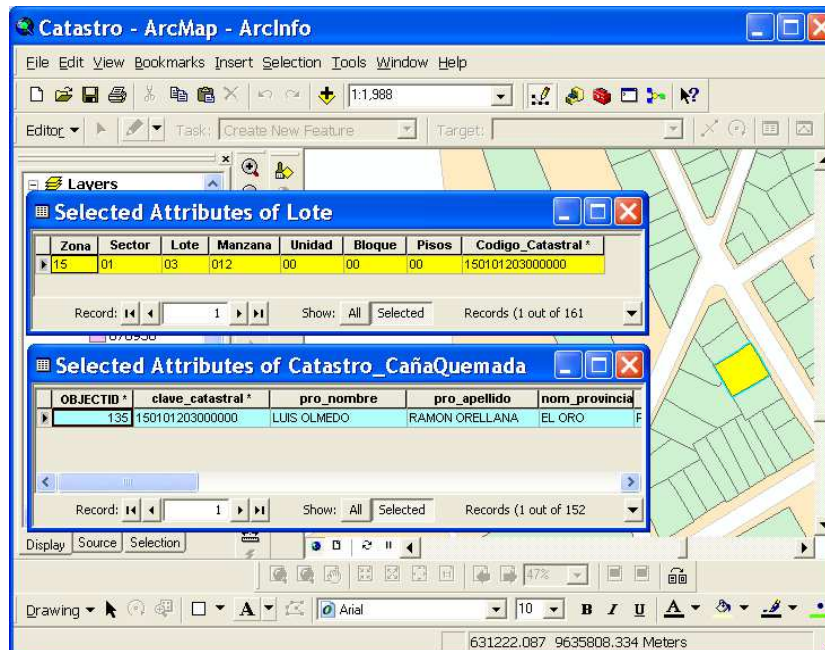 Catastro - ArcMap - ArcInfo
File Edit View Bookmarks Insert Selection Tools Window Help
1:1,988
Editor Task: Create New Feature Target:
Layers
Selected Attributes of Lote
Zona Sector Lote Manzana Unidad Bloque Pisos Codigo_Catastral *
15 01 03 012 00 00 00 150101203000000
Record: 1 Show: All Selected Records (1 out of 161
Selected Attributes of Catastro_CañaQuemada
OBJECTID * clave_catastral * pro_nombre pro_apellido nom_provincia
135 150101203000000 LUIS OLMEDO RAMON ORELLANA EL ORO
Record: 1 Show: All Selected Records (1 out of 152
Display Source Selection
47%
Drawing A Arial 10 B I U A
631222.087 9635808.334 Meters